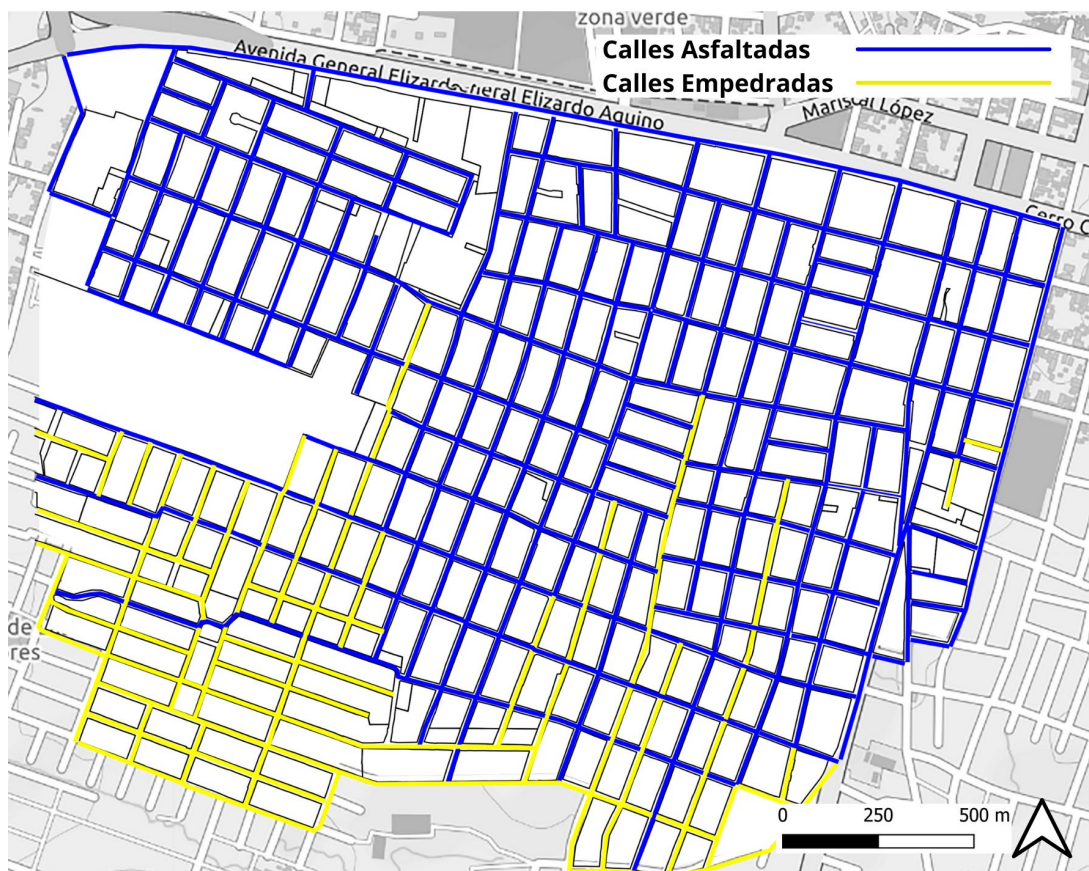 zona verde
Calles Asfaltadas
Calles Empedradas
Avenida General Elizardo
neral Elizardo Aquino
Mariscal López
Cerro C
de
ores
0 250 500 m